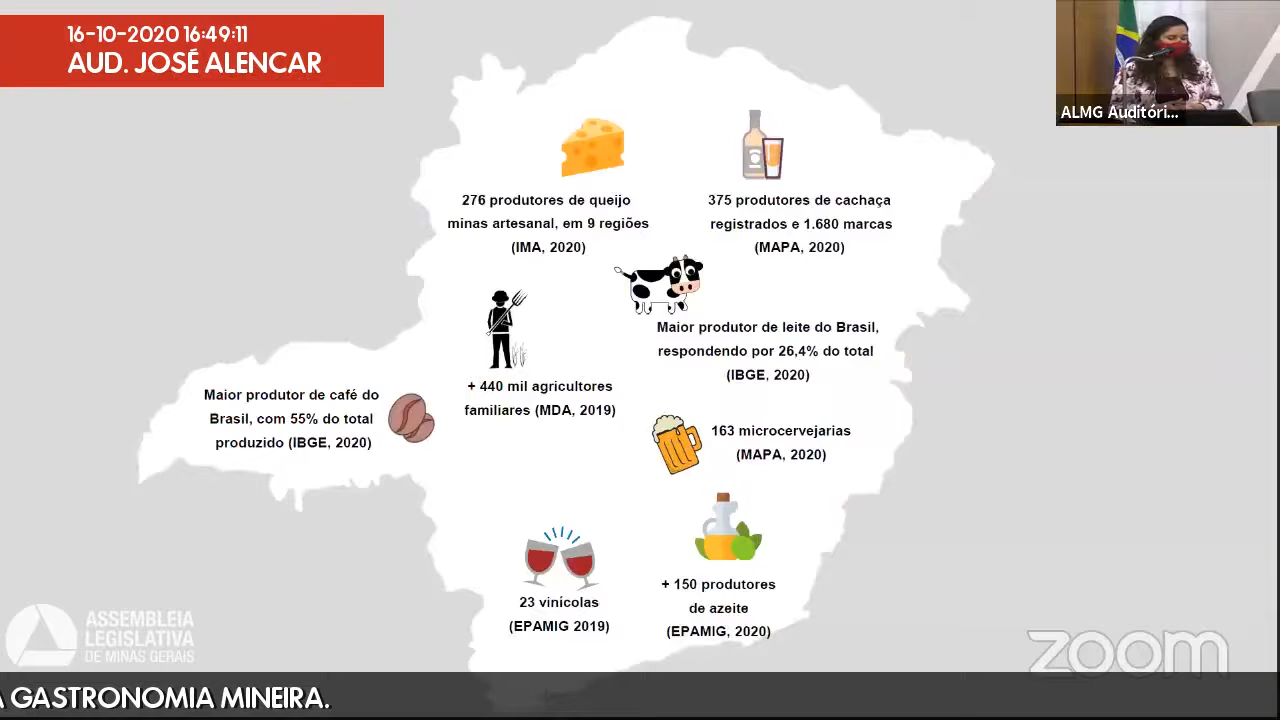 16-10-2020 16:49:11
AUD. JOSÉ ALENCAR
ALMG Auditóri...
276 produtores de queijo
minas artesanal, em 9 regiões
(IMA, 2020)
375 produtores de cachaça
registrados e 1.680 marcas
(MAPA, 2020)
Maior produtor de leite do Brasil,
respondendo por 26,4% do total
(IBGE, 2020)
+ 440 mil agricultores
familiares (MDA, 2019)
Maior produtor de café do
Brasil, com 55% do total
produzido (IBGE, 2020)
163 microcervejarias
(MAPA, 2020)
23 vinícolas
(EPAMIG 2019)
+ 150 produtores
de azeite
(EPAMIG, 2020)
ASSEMBLEIA
LEGISLATIVA
DE MINAS GERAIS
zoom
A GASTRONOMIA MINEIRA.